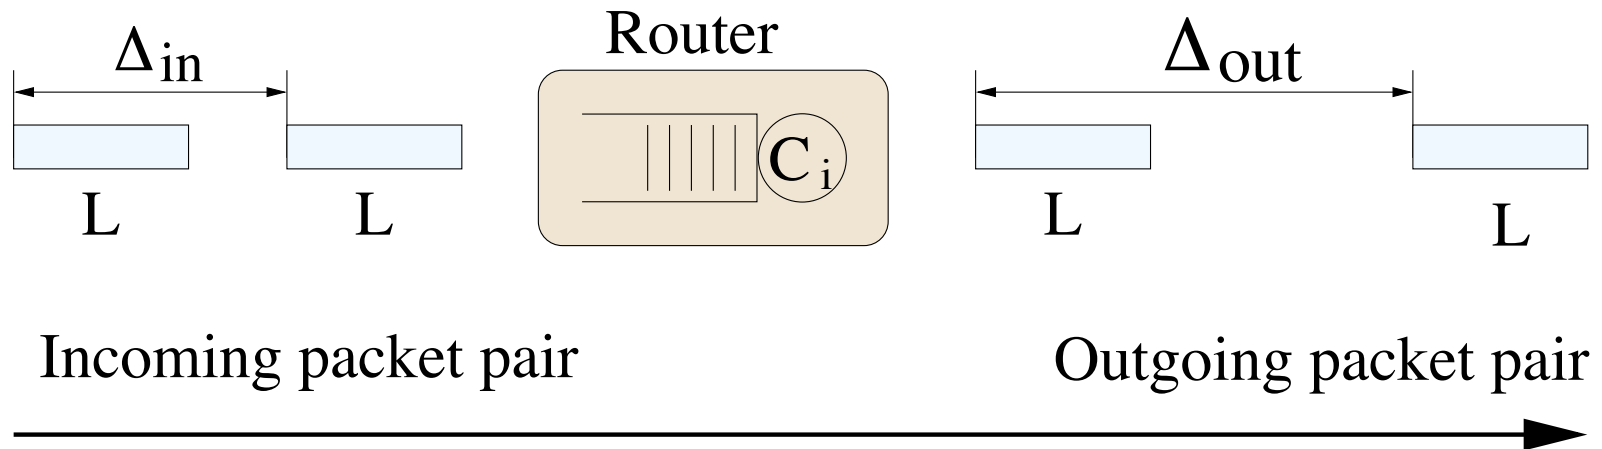 Δin
Router
Δout
Ci
L
L
L
L
Incoming packet pair
Outgoing packet pair